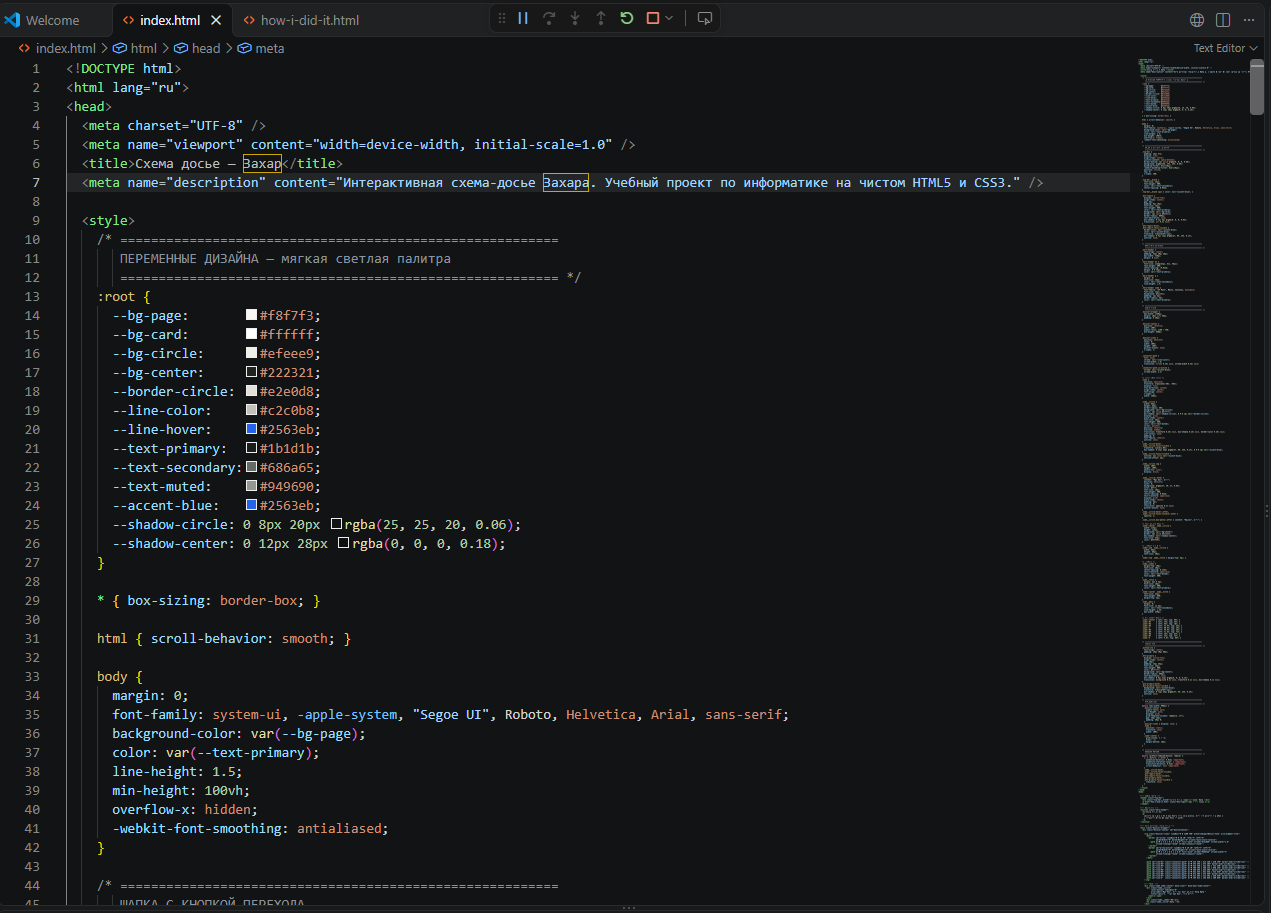 Welcome
index.html
how-i-did-it.html
index.html > html > head > meta
Text Editor
1 <!DOCTYPE html>
2 <html lang="ru">
3 <head>
4 <meta charset="UTF-8" />
5 <meta name="viewport" content="width=device-width, initial-scale=1.0" />
6 <title>Схема досье — Захар</title>
7 <meta name="description" content="Интерактивная схема-досье Захара. Учебный проект по информатике на чистом HTML5 и CSS3." />
8
9 <style>
10 /* =========================================================
11 ПЕРЕМЕННЫЕ ДИЗАЙНА — мягкая светлая палитра
12 ========================================================= */
13 :root {
14 --bg-page: #f8f7f3;
15 --bg-card: #ffffff;
16 --bg-circle: #efeee9;
17 --bg-center: #222321;
18 --border-circle: #e2e0d8;
19 --line-color: #c2c0b8;
20 --line-hover: #2563eb;
21 --text-primary: #1b1d1b;
22 --text-secondary: #686a65;
23 --text-muted: #949690;
24 --accent-blue: #2563eb;
25 --shadow-circle: 0 8px 20px rgba(25, 25, 20, 0.06);
26 --shadow-center: 0 12px 28px rgba(0, 0, 0, 0.18);
27 }
28
29 * { box-sizing: border-box; }
30
31 html { scroll-behavior: smooth; }
32
33 body {
34 margin: 0;
35 font-family: system-ui, -apple-system, "Segoe UI", Roboto, Helvetica, Arial, sans-serif;
36 background-color: var(--bg-page);
37 color: var(--text-primary);
38 line-height: 1.5;
39 min-height: 100vh;
40 overflow-x: hidden;
41 -webkit-font-smoothing: antialiased;
42 }
43
44 /* =========================================================
45 ШАПКА С КНОПКОЙ ПЕРЕХОДА